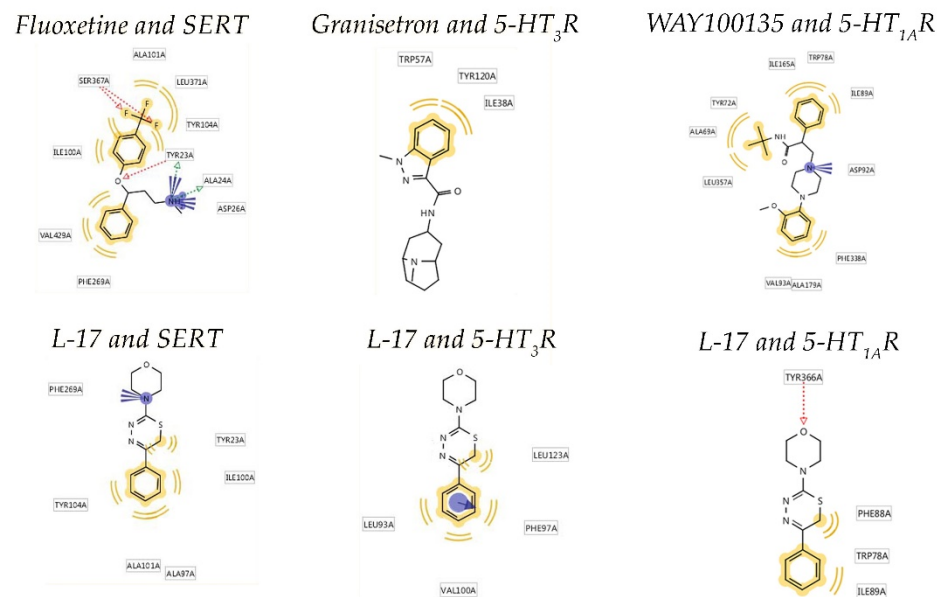 Fluoxetine and SERT
ALA101A
SER367A
LEU371A
F
F
F
TYR104A
ILE100A
TYR23A
O
ALA24A
NH
ASP26A
VAL429A
PHE269A
Granisetron and 5-HT3R
TRP57A
TYR120A
ILE38A
N
N
O
HN
N
WAY100135 and 5-HT1AR
TRP78A
ILE165A
ILE89A
TYR72A
ALA69A
NH
O
N
ASP92A
LEU357A
N
O
PHE338A
VAL93A ALA179A
L-17 and SERT
O
PHE269A
N
S
N
N
TYR23A
ILE100A
TYR104A
ALA101A
ALA97A
L-17 and 5-HT3R
O
N
S
N
N
LEU123A
LEU93A
PHE97A
VAL100A
L-17 and 5-HT1AR
TYR366A
O
N
S
N
N
PHE88A
TRP78A
ILE89A